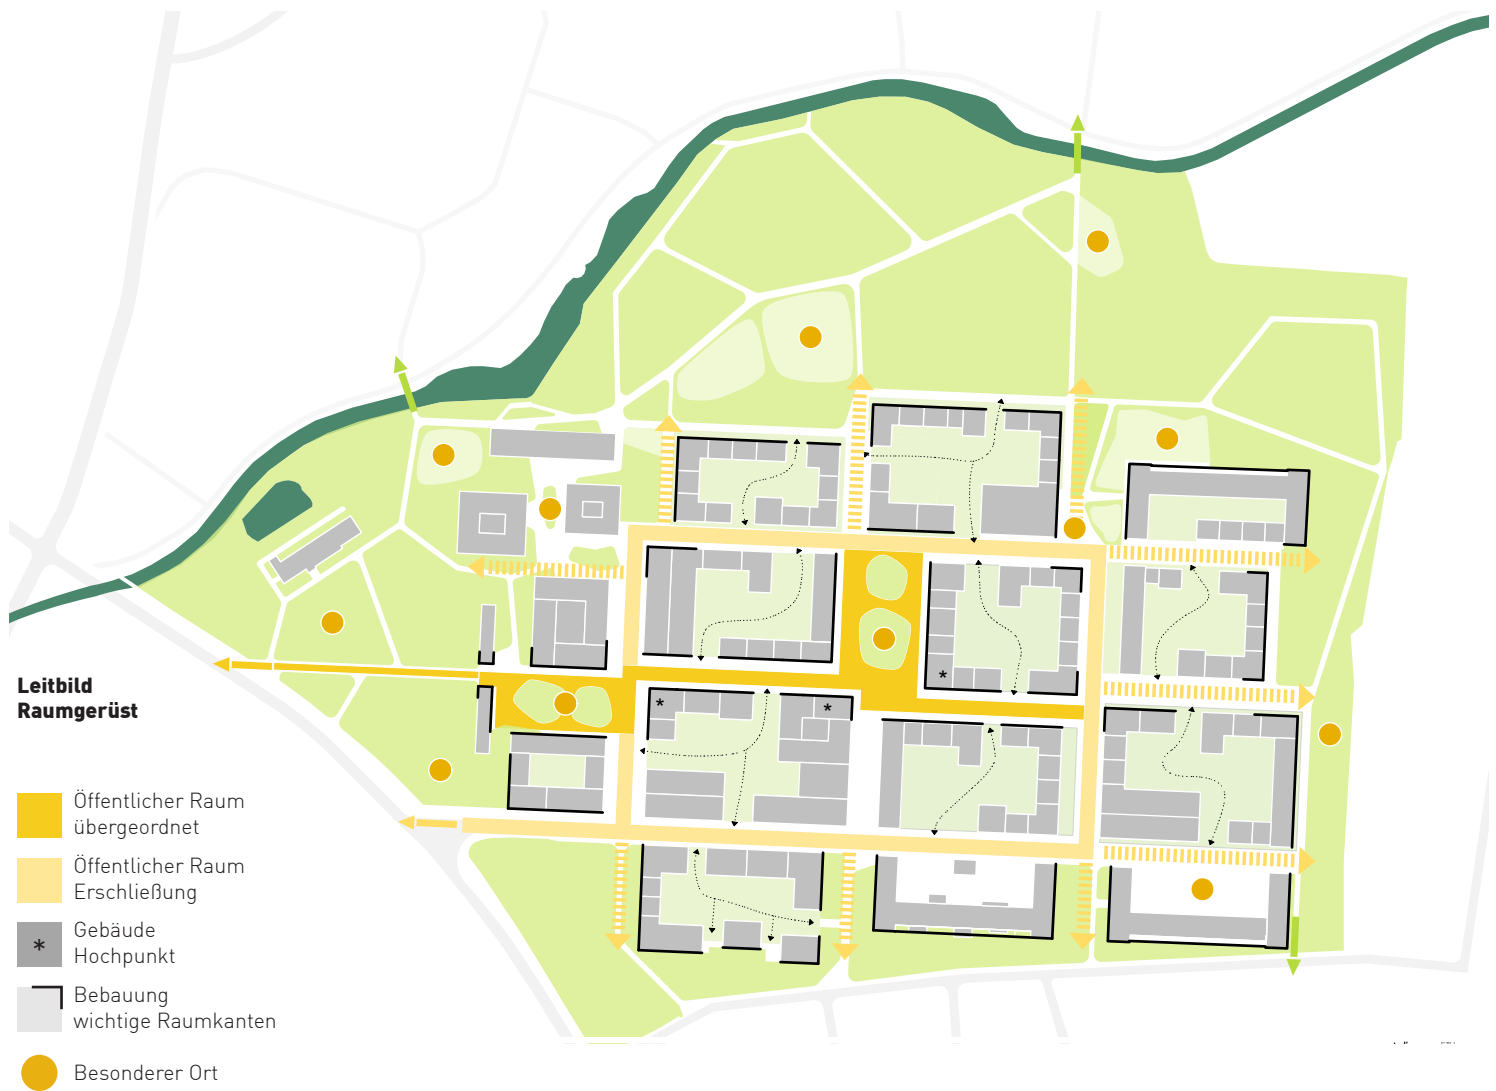 Leitbild
Raumgerüst
Öffentlicher Raum
übergeordnet
Öffentlicher Raum
Erschließung
Gebäude
Hochpunkt
Bebauung
wichtige Raumkanten
Besonderer Ort